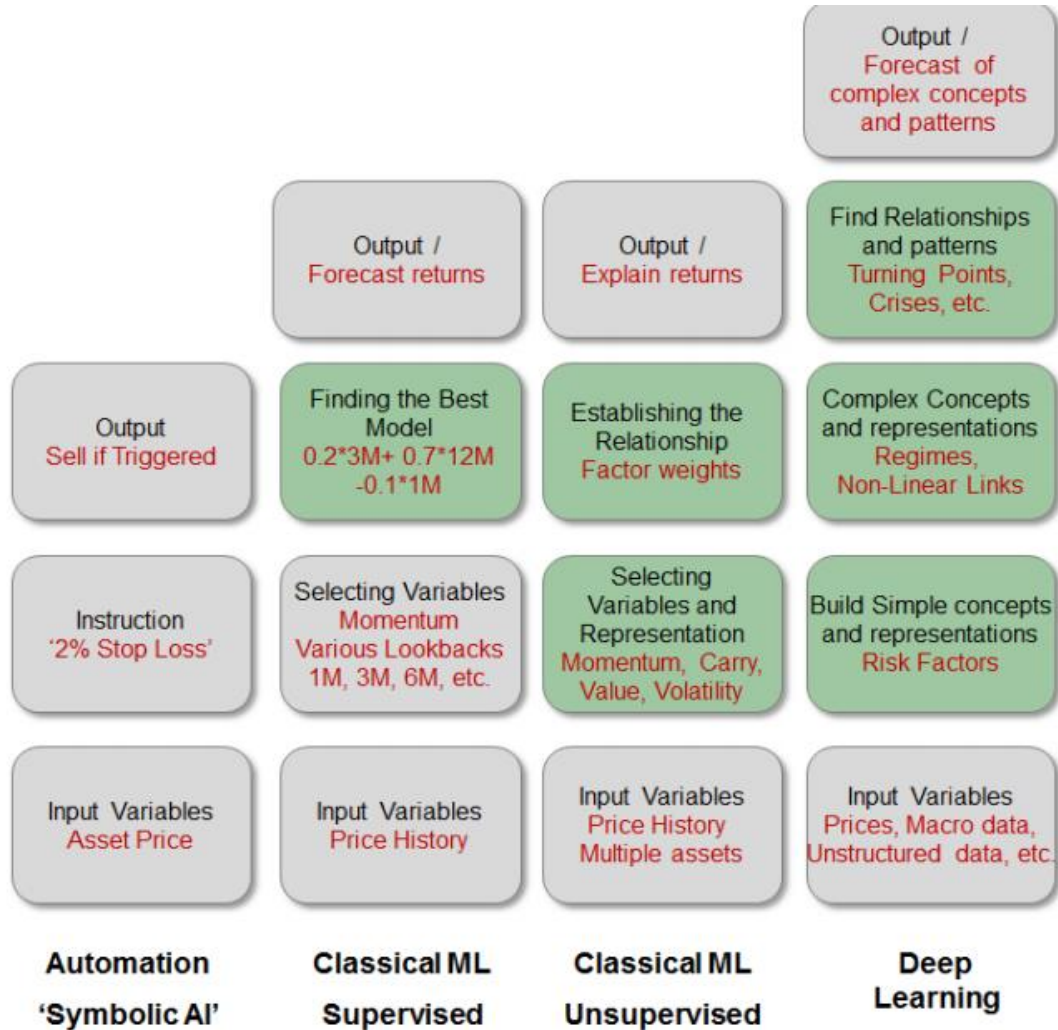 Output /
Forecast of
complex concepts
and patterns
Output /
Forecast returns
Output /
Explain returns
Find Relationships
and patterns
Turning Points,
Crises, etc.
Output
Sell if Triggered
Finding the Best
Model
0.2*3M+ 0.7*12M
-0.1*1M
Establishing the
Relationship
Factor weights
Complex Concepts
and representations
Regimes,
Non-Linear Links
Instruction
‘2% Stop Loss’
Selecting Variables
Momentum
Various Lookbacks
1M, 3M, 6M, etc.
Selecting
Variables and
Representation
Momentum, Carry,
Value, Volatility
Build Simple concepts
and representations
Risk Factors
Input Variables
Asset Price
Input Variables
Price History
Input Variables
Price History
Multiple assets
Input Variables
Prices, Macro data,
Unstructured data, etc.
Automation
‘Symbolic AI’
Classical ML
Supervised
Classical ML
Unsupervised
Deep
Learning